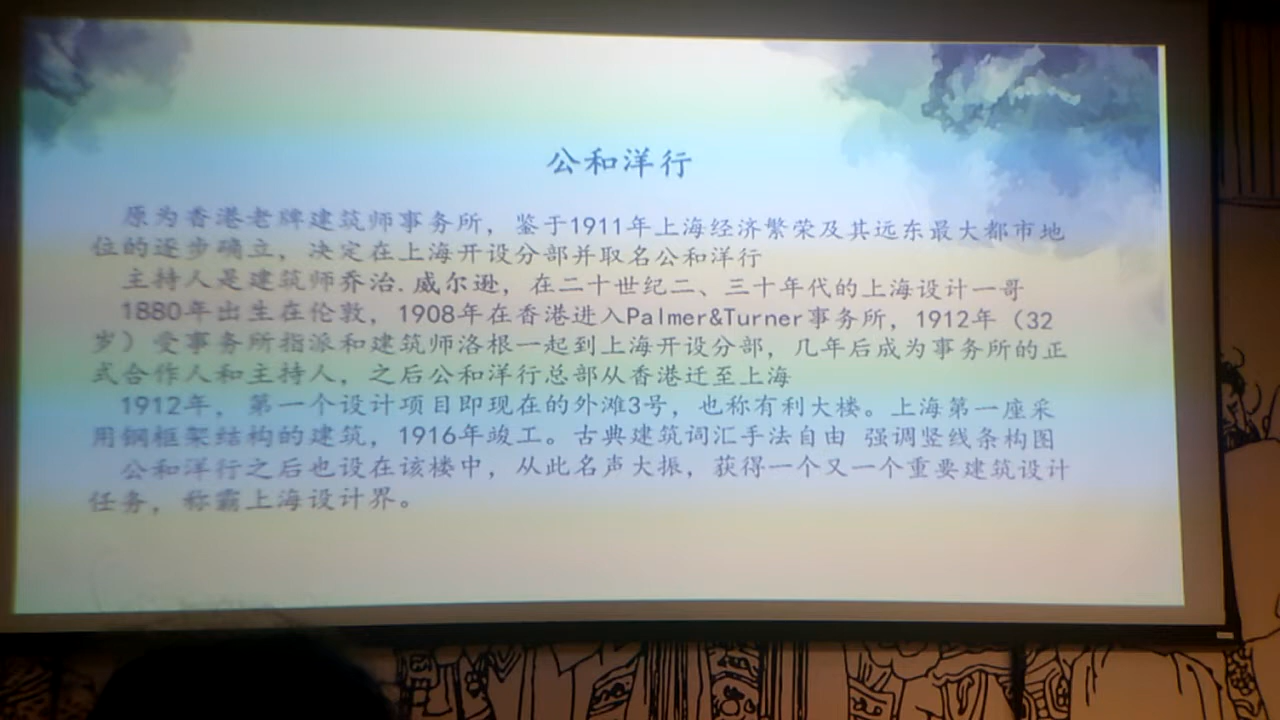 公和洋行
原为香港老牌建筑师事务所，鉴于1911年上海经济繁荣及其远东最大都市地
位的逐步确立，决定在上海开设分部并取名公和洋行
主持人是建筑师乔治.威尔逊，在二十世纪二、三十年代的上海设计一哥
1880年出生在伦敦，1908年在香港进入Palmer&Turner事务所，1912年（32
岁）受事务所指派和建筑师洛根一起到上海开设分部，几年后成为事务所的正
式合作人和主持人，之后公和洋行总部从香港迁至上海
1912年，第一个设计项目即现在的外滩3号，也称有利大楼。上海第一座采
用钢框架结构的建筑，1916年竣工。古典建筑词汇手法自由 强调竖线条构图
公和洋行之后也设在该楼中，从此名声大振，获得一个又一个重要建筑设计
任务，称霸上海设计界。